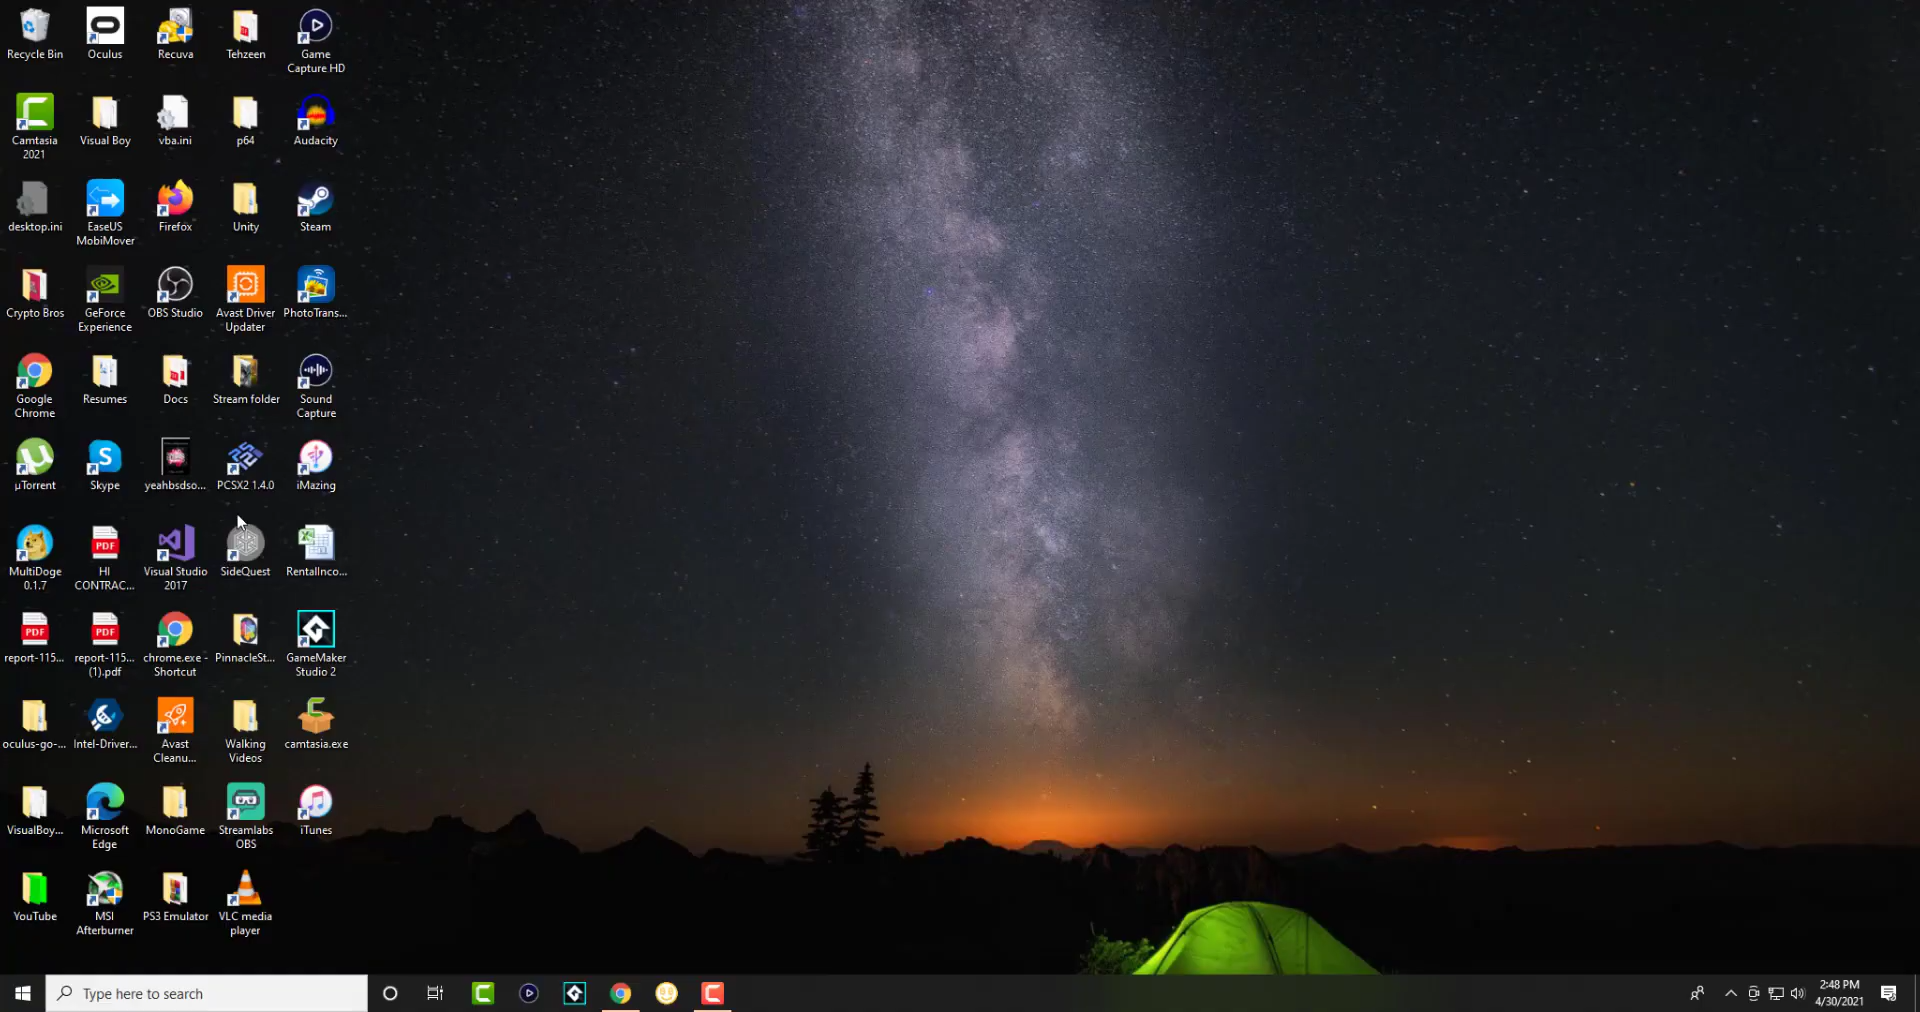 Recycle Bin
Oculus
Recuva
Tehzeen
Game
Capture HD
Camtasia
2021
Visual Boy
vba.ini
p64
Audacity
desktop.ini
EaseUS
MobiMover
Firefox
Unity
Steam
Crypto Bros
GeForce
Experience
OBS Studio
Avast Driver
Updater
PhotoTrans...
Google
Chrome
Resumes
Docs
Stream folder
Sound
Capture
µTorrent
Skype
yeahbsdso...
PCSX2 1.4.0
iMazing
MultiDoge
0.1.7
PDF
HI
CONTRAC...
Visual Studio
2017
SideQuest
RentalInco...
PDF
report-115...
PDF
report-115...
(1).pdf
chrome.exe -
Shortcut
PinnacleSt...
GameMaker
Studio 2
oculus-go-...
Intel-Driver...
Avast
Cleanu...
Walking
Videos
camtasia.exe
VisualBoy...
Microsoft
Edge
MonoGame
Streamlabs
OBS
iTunes
YouTube
MSI
Afterburner
PS3 Emulator
VLC media
player
Type here to search
2:48 PM
4/30/2021